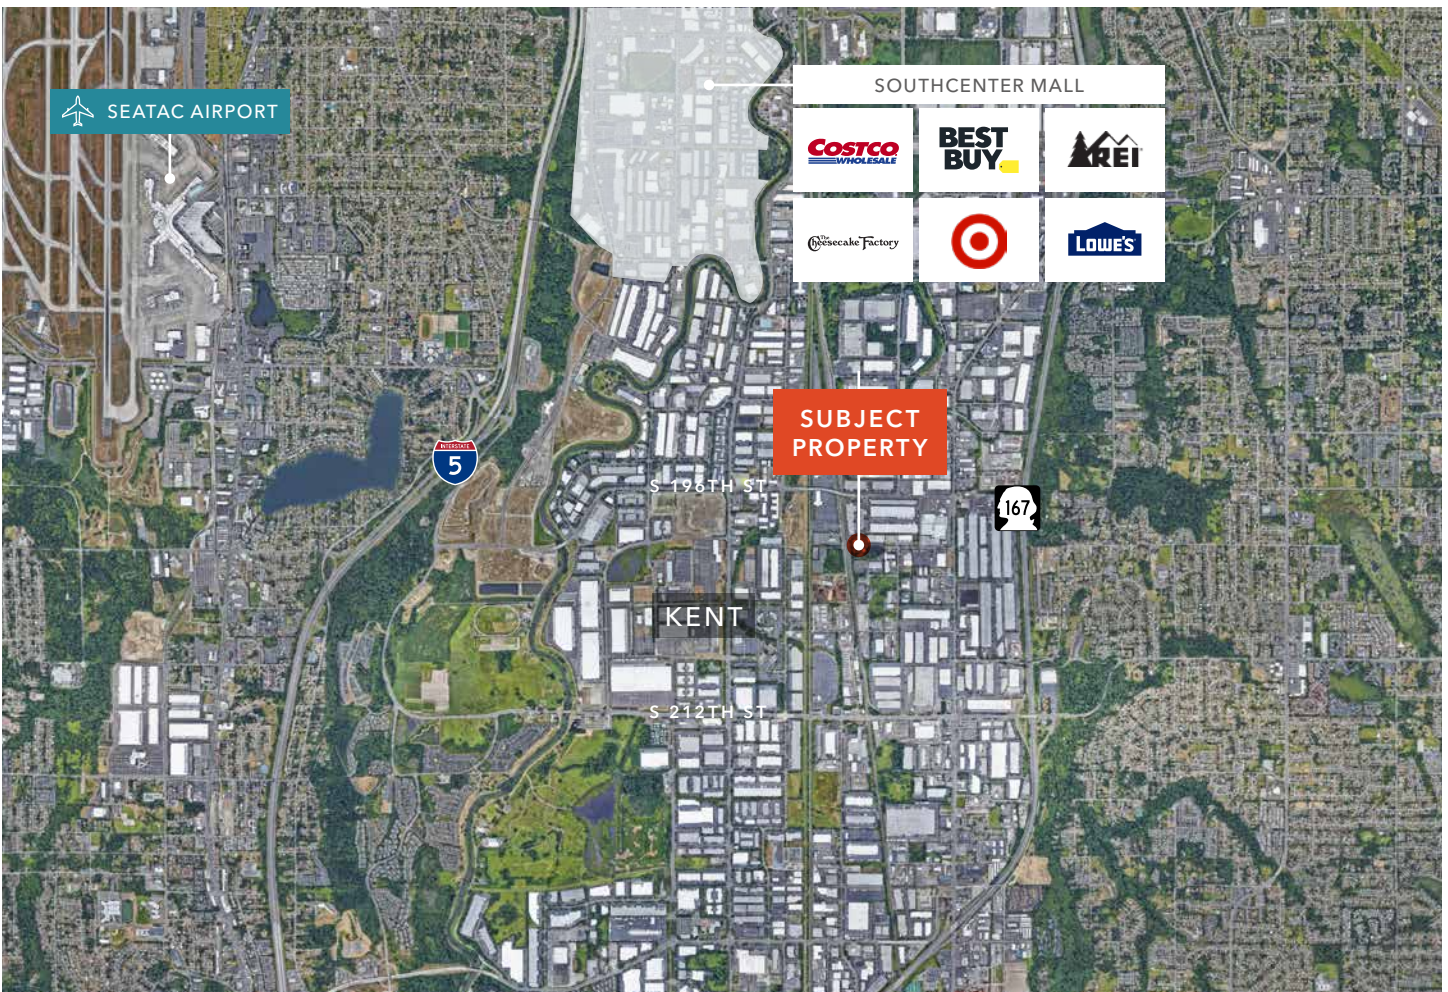 SEATAC AIRPORT
SOUTHCENTER MALL
COSTCO
WHOLESALE
BEST
BUY
REI
The
Cheesecake Factory
LOWE'S
SUBJECT
PROPERTY
INTERSTATE
5
S 196TH ST
167
KENT
S 212TH ST